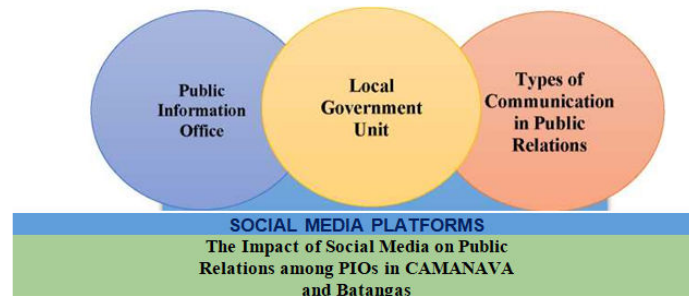 Public
Information
Office
Local
Government
Unit
Types of
Communication
in Public
Relations
SOCIAL MEDIA PLATFORMS
The Impact of Social Media on Public
Relations among PIOs in CAMANAVA
and Batangas